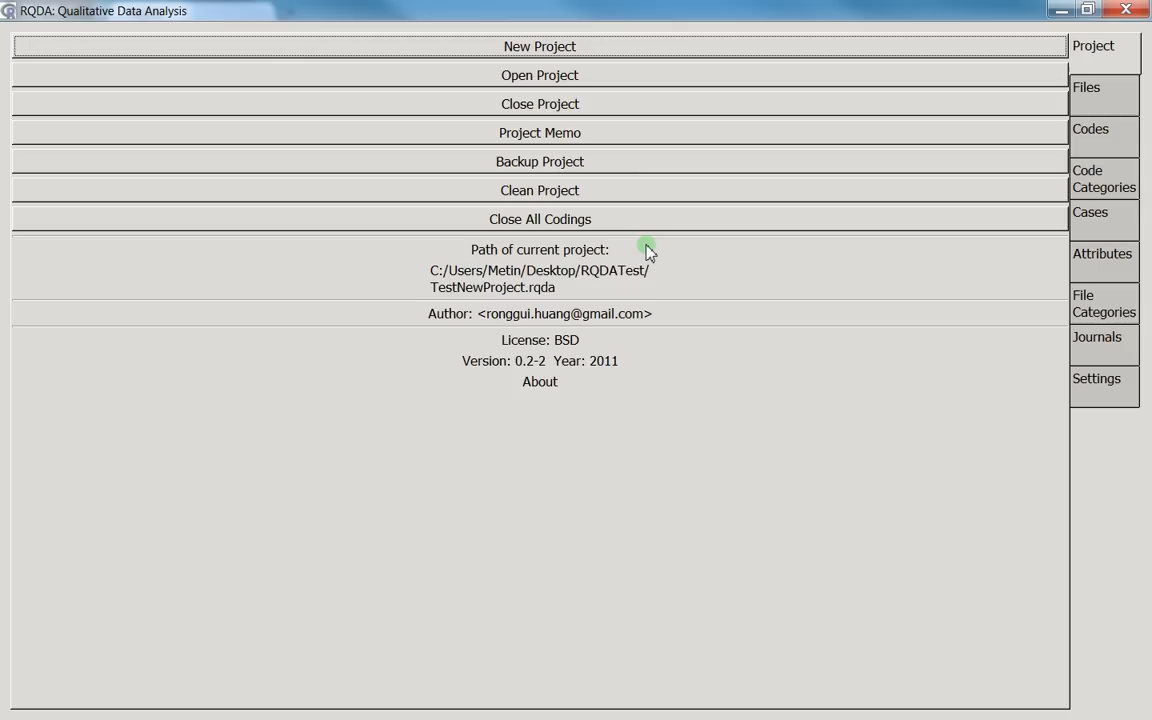 RQDA: Qualitative Data Analysis
New Project
Open Project
Close Project
Project Memo
Backup Project
Clean Project
Close All Codings
Path of current project:
C:/Users/Metin/Desktop/RQDATest/
TestNewProject.rqda
Author: <ronggui.huang@gmail.com>
License: BSD
Version: 0.2-2 Year: 2011
About
Project
Files
Codes
Code
Categories
Cases
Attributes
File
Categories
Journals
Settings